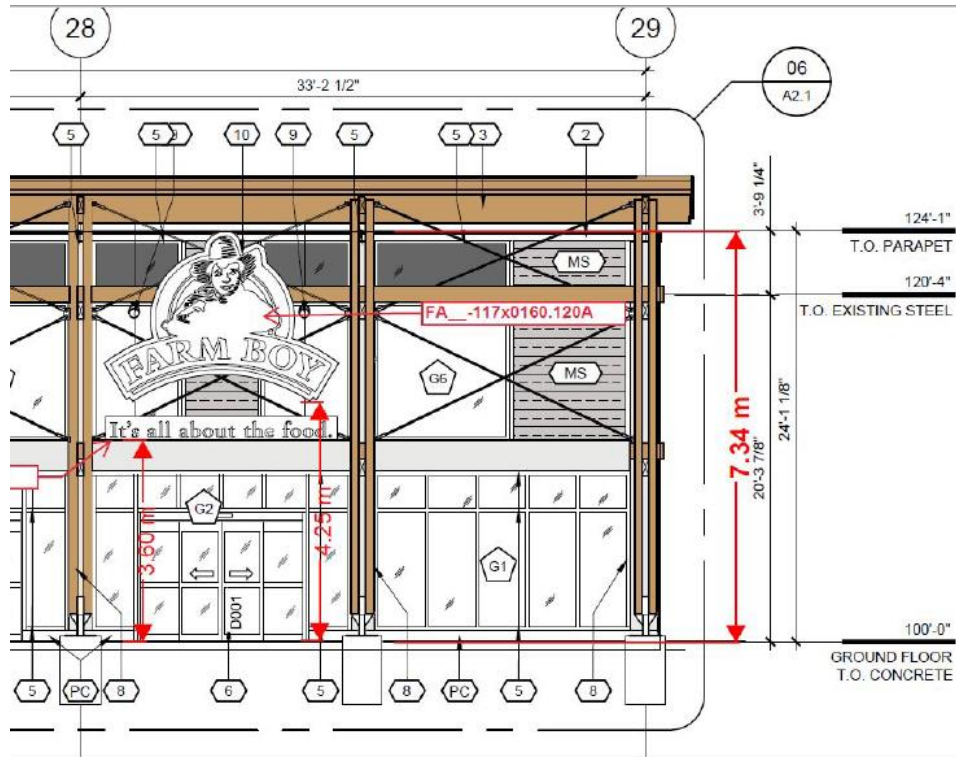 28
29
06
A2.1
33'-2 1/2"
5
5
10
9
5
5
3
2
3'-9 1/4"
124'-1"
T.O. PARAPET
MS
120'-4"
T.O. EXISTING STEEL
FA__-117x0160.120A
FARM BOY
G6
MS
It's all about the food.
7.34 m
20'-3 7/8"
24'-1 1/8"
G2
3.60 m
4.25 m
G1
D001
100'-0"
GROUND FLOOR
T.O. CONCRETE
5
PC
8
6
5
8
PC
5
8